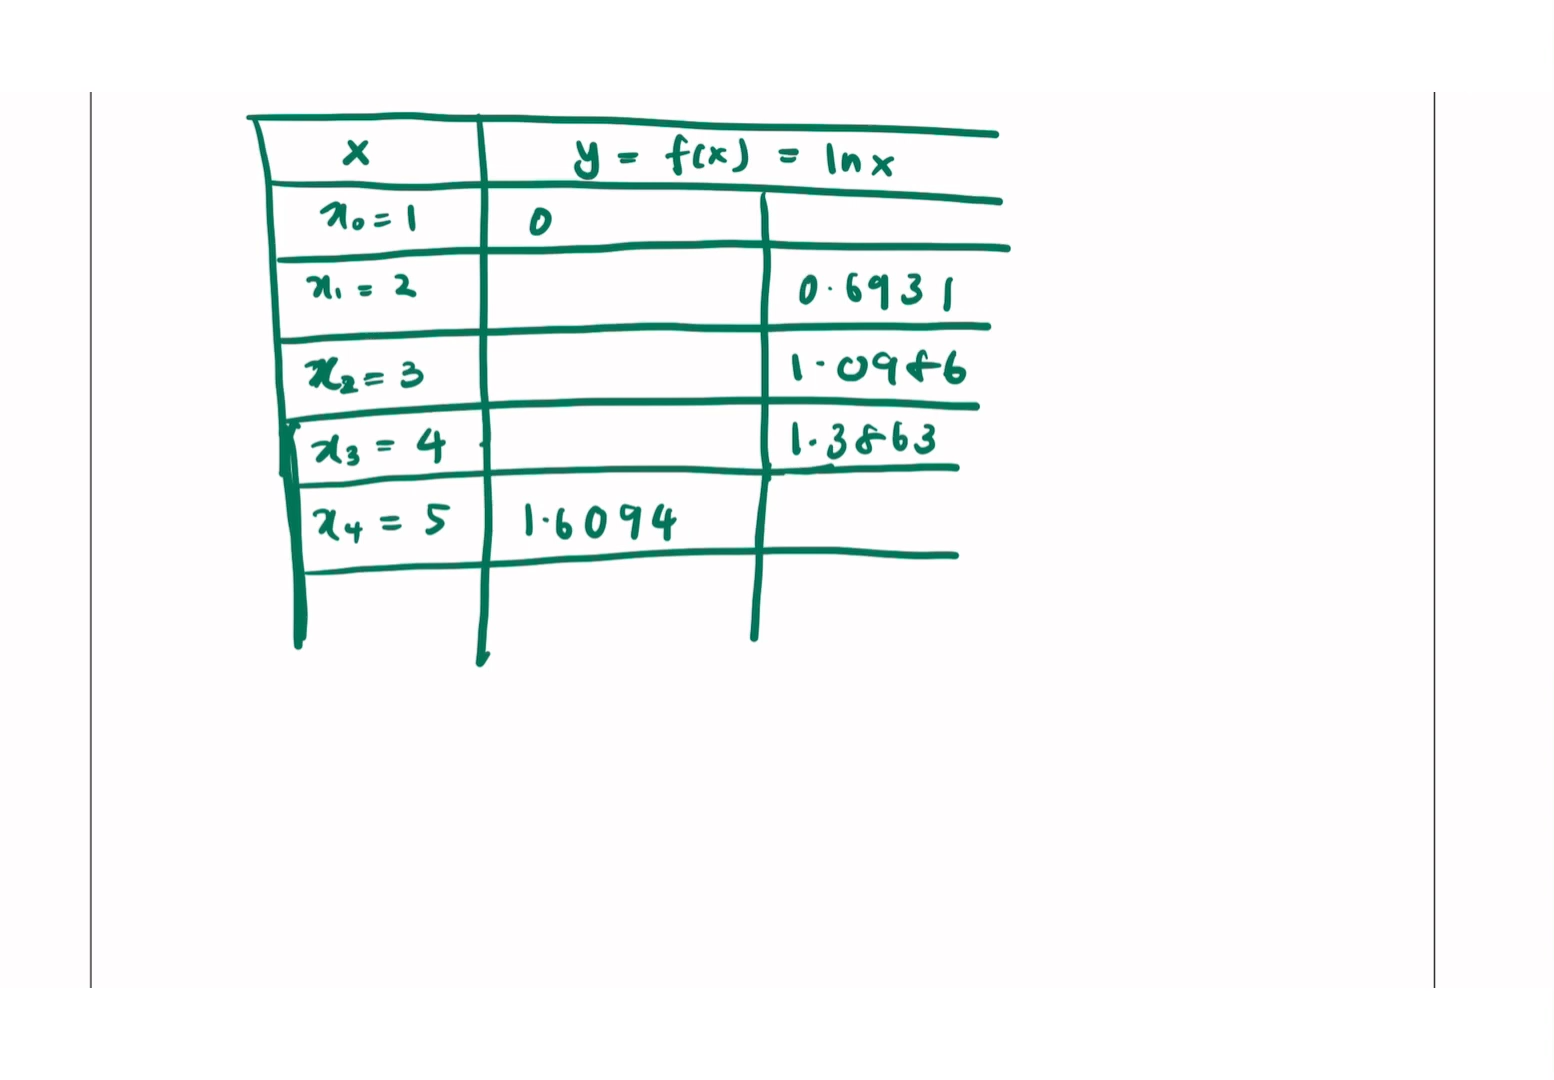 x y = f(x) = ln x
x₀ = 1 0
x₁ = 2 0.6931
x₂ = 3 1.0986
x₃ = 4 1.3863
x₄ = 5 1.6094